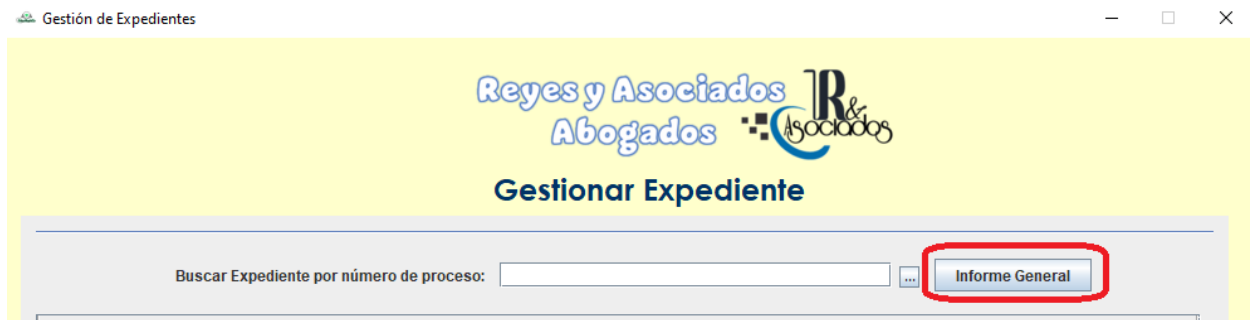 Gestión de Expedientes
Reyes y Asociados
Abogados
R&
Asociados
Gestionar Expediente
Buscar Expediente por número de proceso: ... Informe General